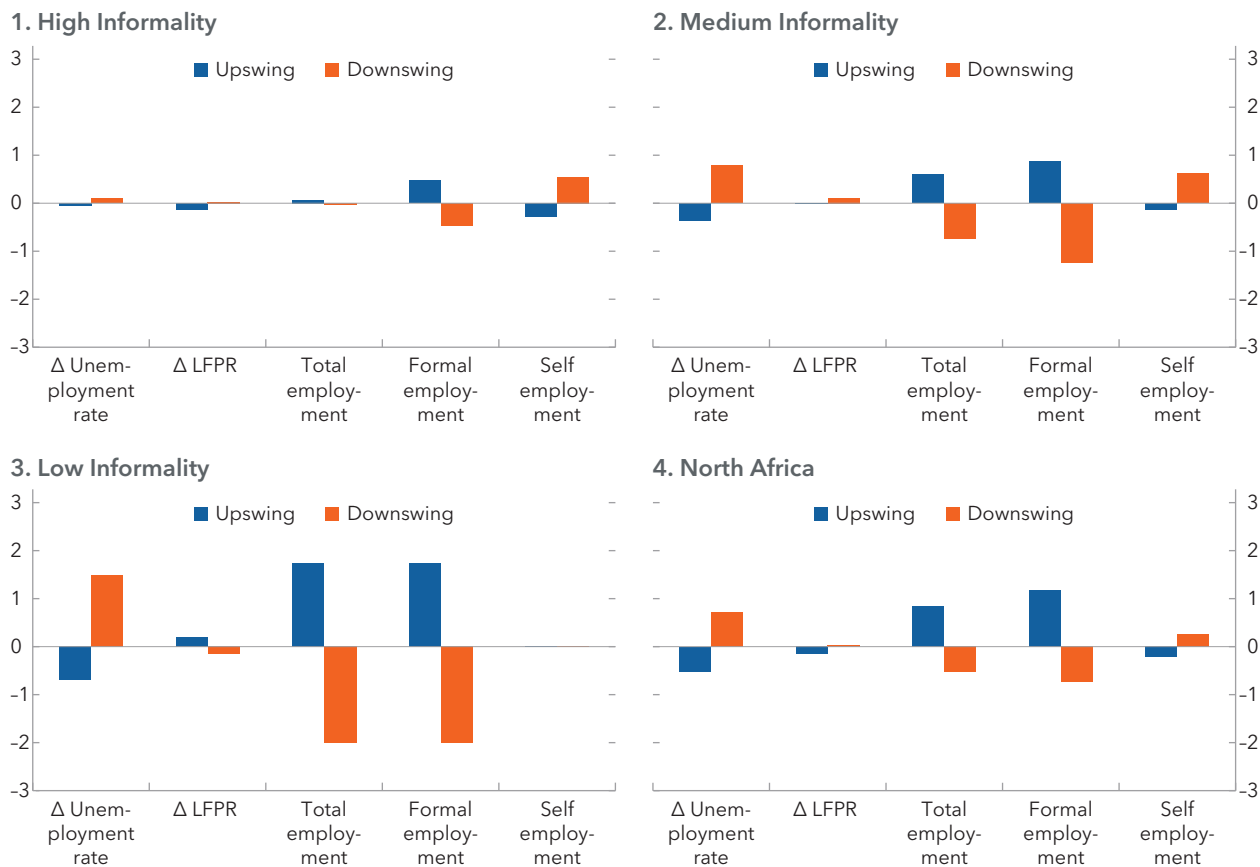 1. High Informality
3
2
1
0
–1
–2
–3
Upswing Downswing
Δ Unem-
ployment
rate
Δ LFPR
Total
employ-
ment
Formal
employ-
ment
Self
employ-
ment
2. Medium Informality
Upswing Downswing
3
2
1
0
–1
–2
–3
Δ Unem-
ployment
rate
Δ LFPR
Total
employ-
ment
Formal
employ-
ment
Self
employ-
ment
3. Low Informality
3
2
1
0
–1
–2
–3
Upswing Downswing
Δ Unem-
ployment
rate
Δ LFPR
Total
employ-
ment
Formal
employ-
ment
Self
employ-
ment
4. North Africa
Upswing Downswing
3
2
1
0
–1
–2
–3
Δ Unem-
ployment
rate
Δ LFPR
Total
employ-
ment
Formal
employ-
ment
Self
employ-
ment